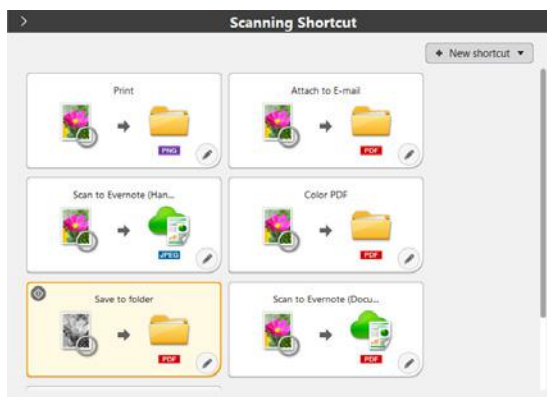 Scanning Shortcut
+ New shortcut
Print
PNG
Attach to E-mail
PDF
Scan to Evernote (Han...
JPEG
Color PDF
PDF
Save to folder
PDF
Scan to Evernote (Docu...
PDF